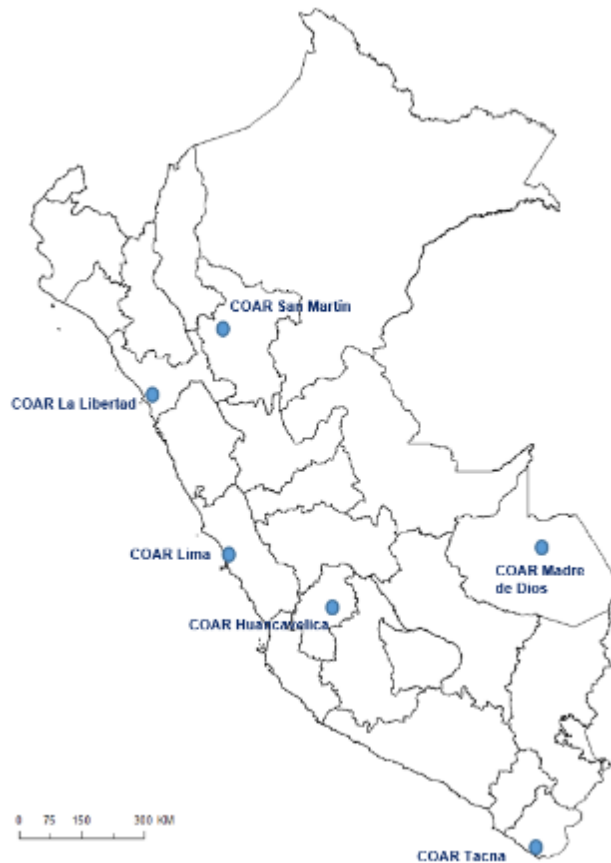 COAR San Martín
COAR La Libertad
COAR Lima
COAR Madre
de Dios
COAR Huancavelica
0 75 150 300 KM
COAR Tacna